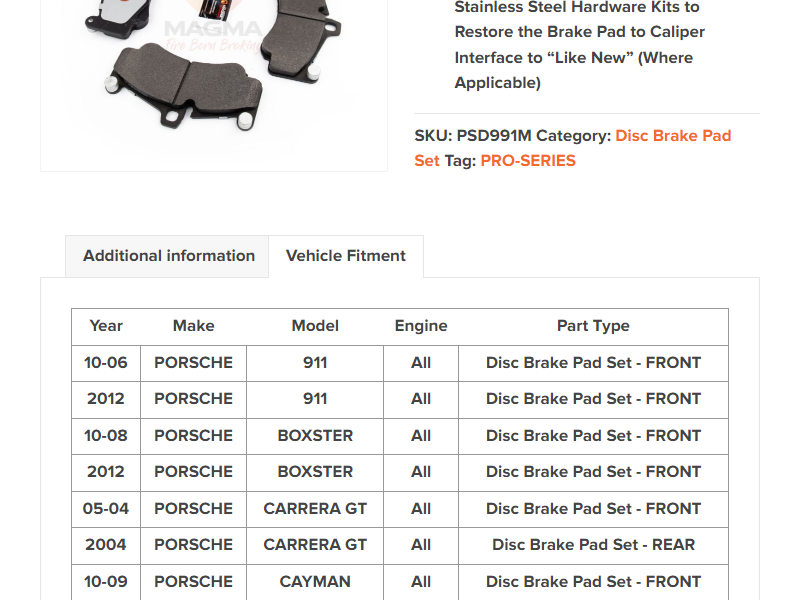 MAGMA
Fire Born Braking
Stainless Steel Hardware Kits to
Restore the Brake Pad to Caliper
Interface to “Like New” (Where
Applicable)
SKU: PSD991M Category: Disc Brake Pad
Set Tag: PRO-SERIES
Additional information Vehicle Fitment
Year Make Model Engine Part Type
10-06 PORSCHE 911 All Disc Brake Pad Set - FRONT
2012 PORSCHE 911 All Disc Brake Pad Set - FRONT
10-08 PORSCHE BOXSTER All Disc Brake Pad Set - FRONT
2012 PORSCHE BOXSTER All Disc Brake Pad Set - FRONT
05-04 PORSCHE CARRERA GT All Disc Brake Pad Set - FRONT
2004 PORSCHE CARRERA GT All Disc Brake Pad Set - REAR
10-09 PORSCHE CAYMAN All Disc Brake Pad Set - FRONT